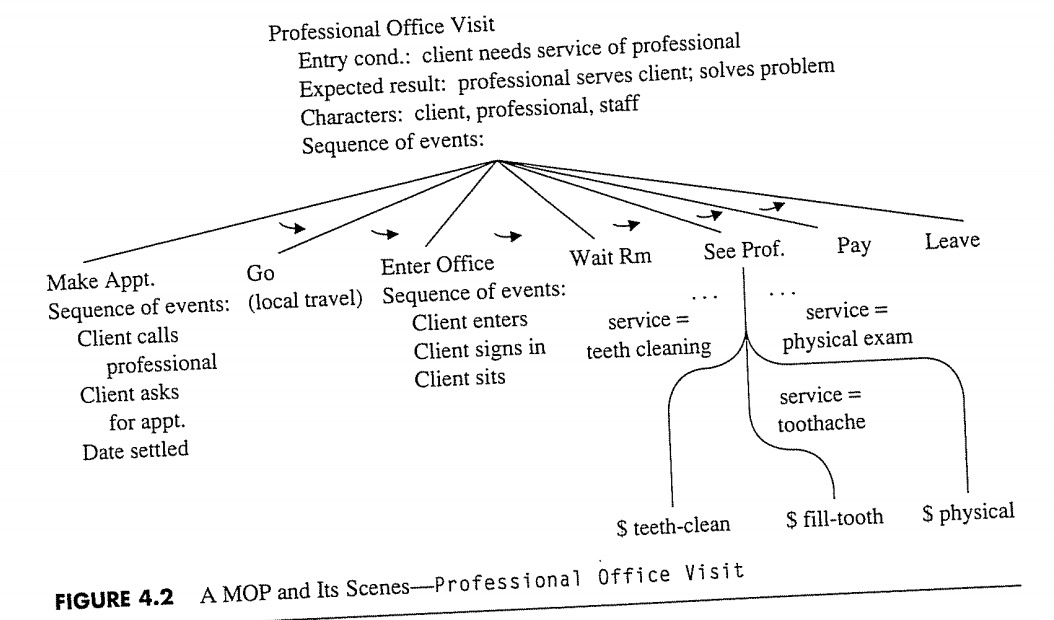 Professional Office Visit
Entry cond.: client needs service of professional
Expected result: professional serves client; solves problem
Characters: client, professional, staff
Sequence of events:
Make Appt.
Sequence of events:
Client calls
professional
Client asks
for appt.
Date settled
Go
(local travel)
Enter Office
Sequence of events:
Client enters
Client signs in
Client sits
Wait Rm
See Prof.
Pay
Leave
... ...
service =
teeth cleaning
service =
physical exam
service =
toothache
$ teeth-clean
$ fill-tooth
$ physical
FIGURE 4.2 A MOP and Its Scenes—Professional Office Visit